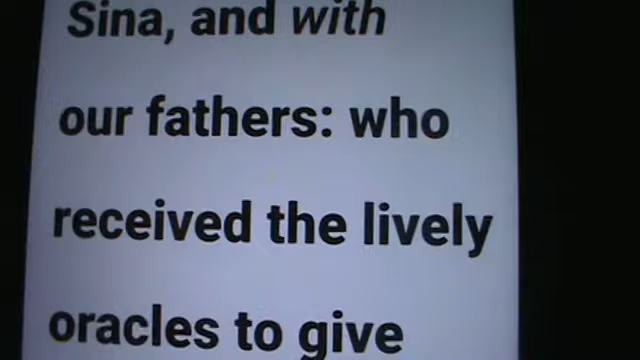 Sina, and with
our fathers: who
received the lively
oracles to give